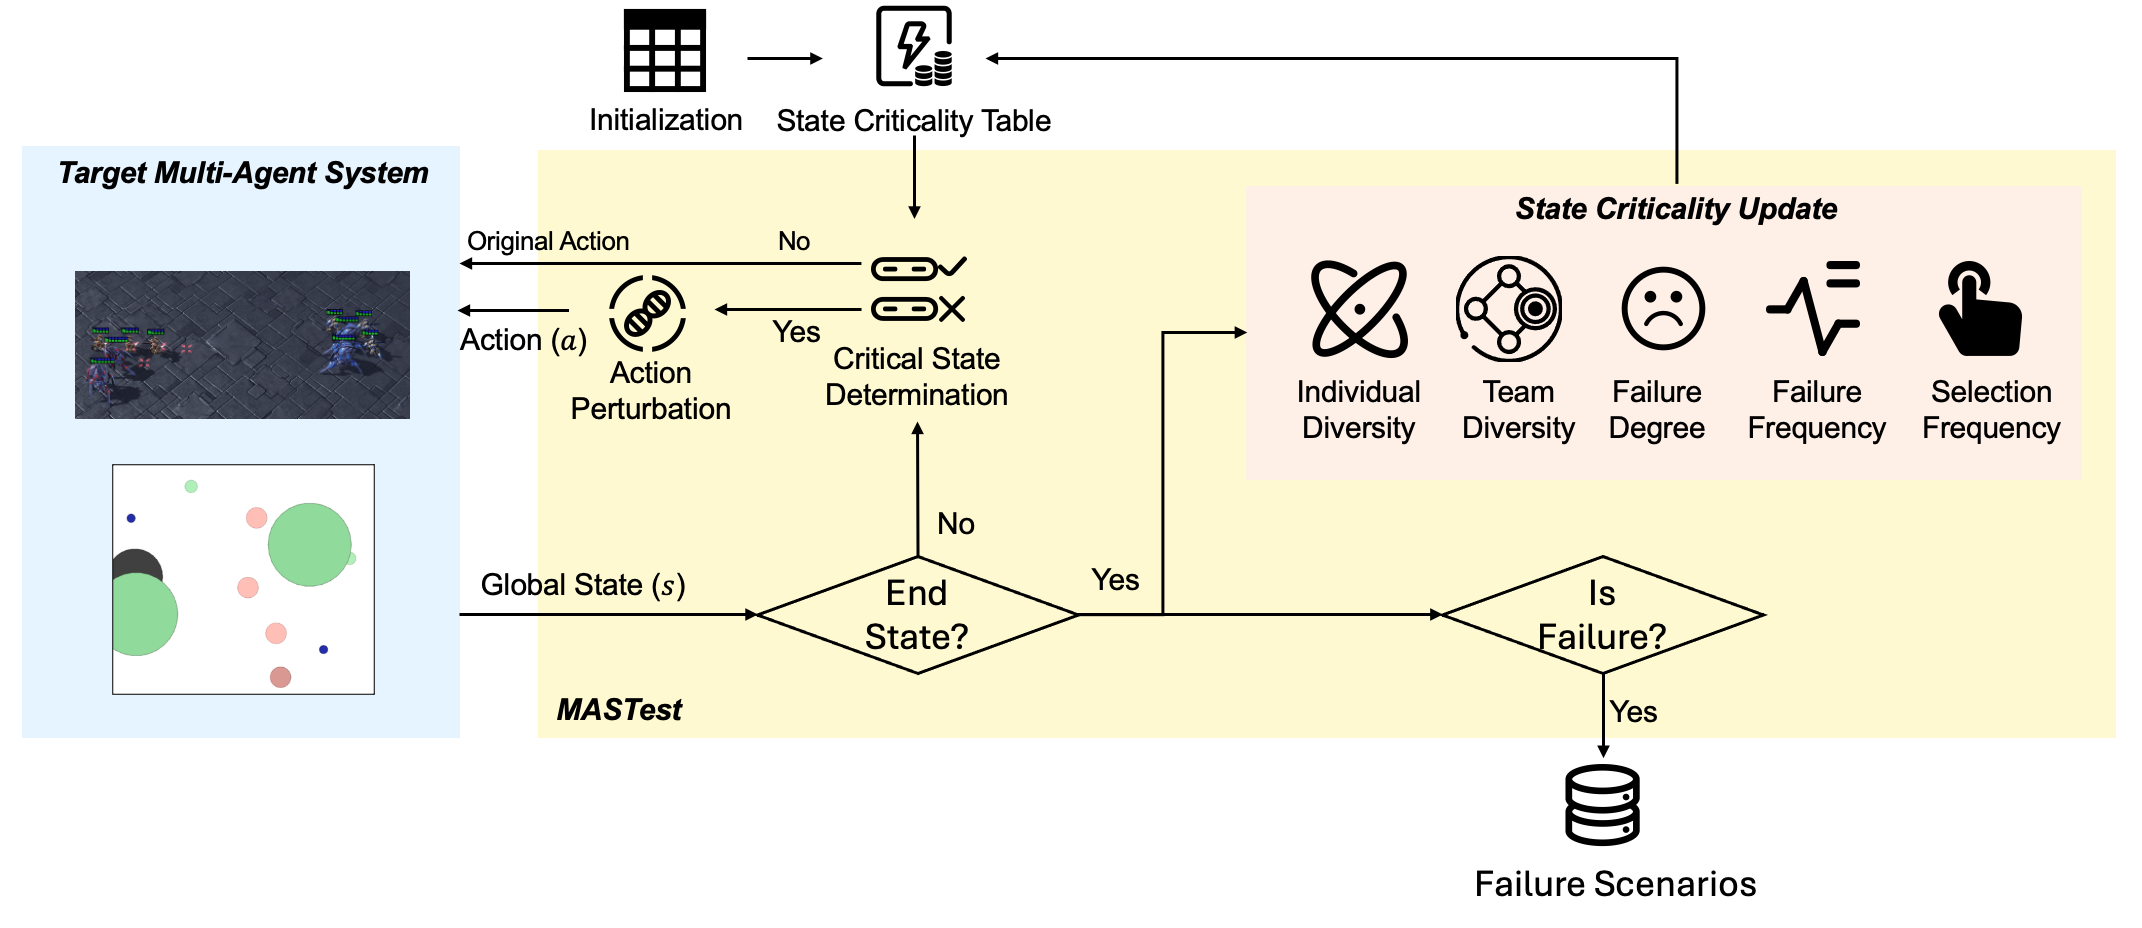 Initialization
State Criticality Table
Target Multi-Agent System
State Criticality Update
Original Action
No
Action (a)
Yes
Action
Perturbation
Critical State
Determination
Individual
Diversity
Team
Diversity
Failure
Degree
Failure
Frequency
Selection
Frequency
No
Global State (s)
End
State?
Yes
Is
Failure?
MASTest
Yes
Failure Scenarios